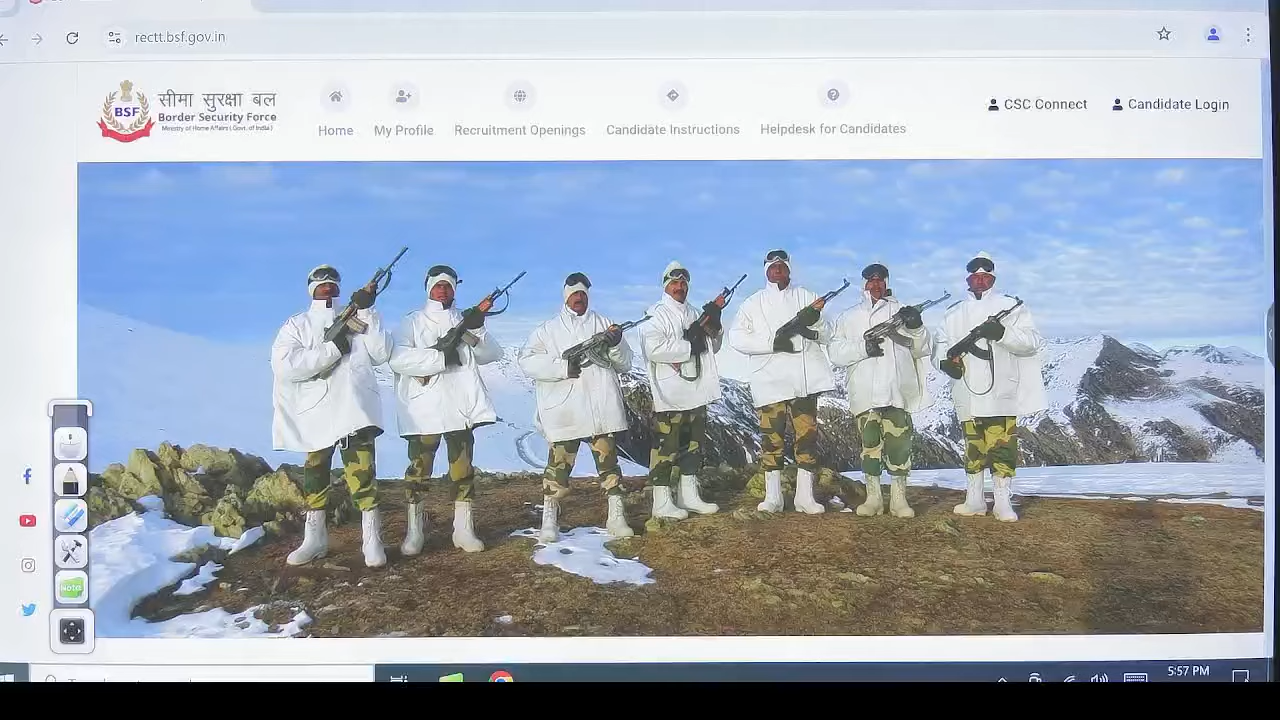 rectt.bsf.gov.in
BSF
सीमा सुरक्षा बल
Border Security Force
Ministry of Home Affairs (Govt. of India)
Home
My Profile
Recruitment Openings
Candidate Instructions
Helpdesk for Candidates
CSC Connect
Candidate Login
Note
5:57 PM